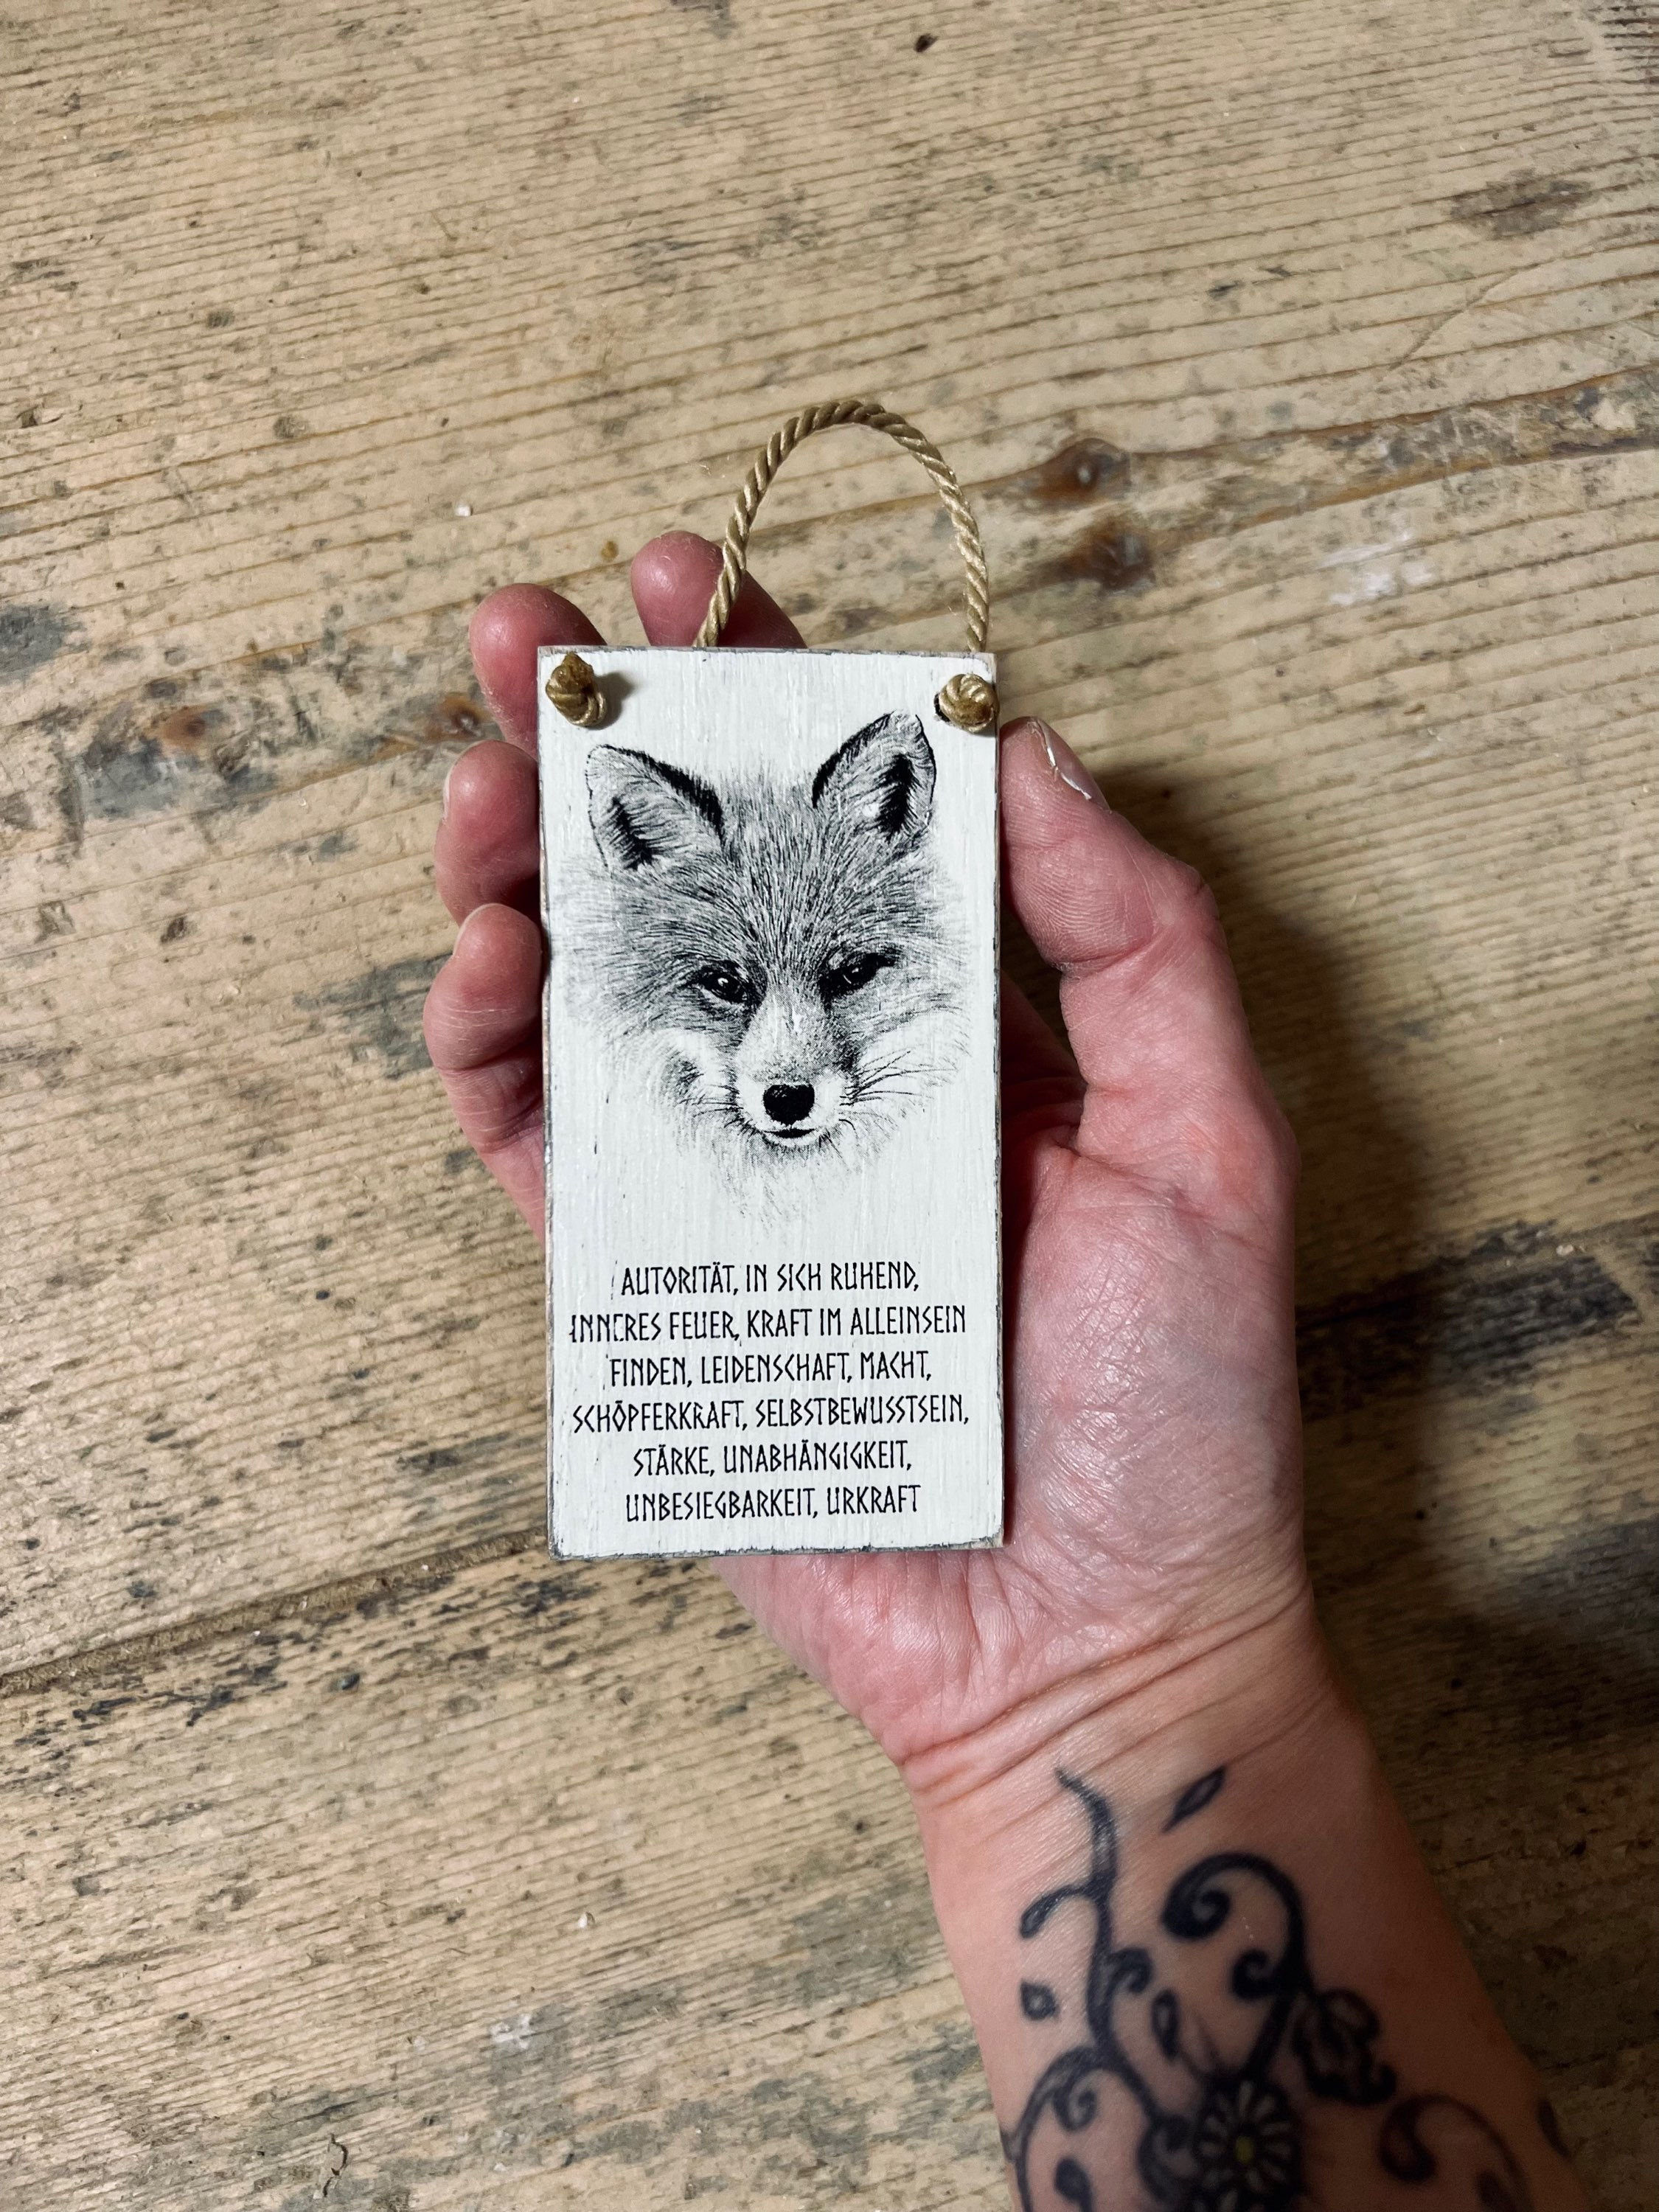 AUTORITÄT, IN SICH RUHEND,
INNERES FEUER, KRAFT IM ALLEINSEIN
FINDEN, LEIDENSCHAFT, MACHT,
SCHÖPFERKRAFT, SELBSTBEWUSSTSEIN,
STÄRKE, UNABHÄNGIGKEIT,
UNBESIEGBARKEIT, URKRAFT